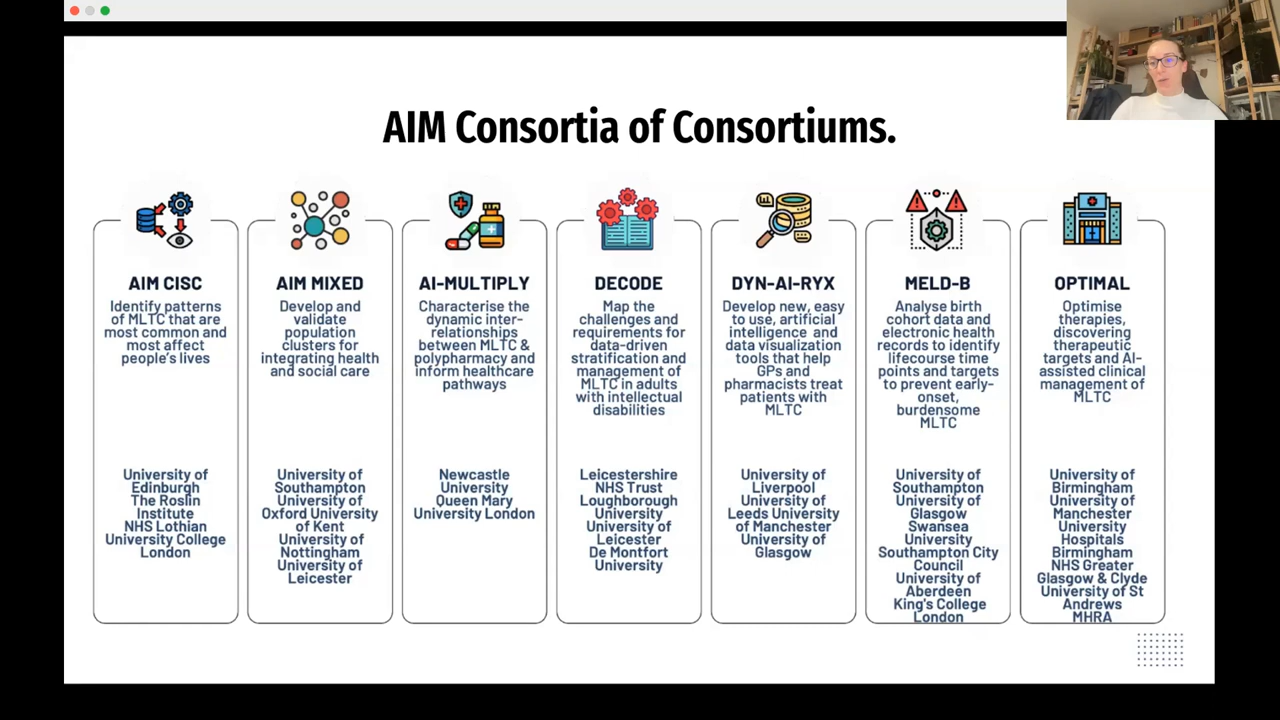 AIM Consortia of Consortiums.
AIM CISC
Identify patterns
of MLTC that are
most common and
most affect
people's lives
University of
Edinburgh
The Roslin
Institute
NHS Lothian
University College
London
AIM MIXED
Develop and
validate
population
clusters for
integrating health
and social care
University of
Southampton
University of
Oxford University
of Kent
University of
Nottingham
University of
Leicester
AI-MULTIPLY
Characterise the
dynamic inter-
relationships
between MLTC &
polypharmacy and
inform healthcare
pathways
Newcastle
University
Queen Mary
University London
DECODE
Map the
challenges and
requirements for
data-driven
stratification and
management of
MLTC in adults
with intellectual
disabilities
Leicestershire
NHS Trust
Loughborough
University
University of
Leicester
De Montfort
University
DYN-AI-RYX
Develop new, easy
to use, artificial
intelligence and
data visualization
tools that help
GPs and
pharmacists treat
patients with
MLTC
University of
Liverpool
University of
Leeds University
of Manchester
University of
Glasgow
MELD-B
Analyse birth
cohort data and
electronic health
records to identify
lifecourse time
points and targets
to prevent early-
onset,
burdensome
MLTC
University of
Southampton
University of
Glasgow
Swansea
University
Southampton City
Council
University of
Aberdeen
King's College
London
OPTIMAL
Optimise
therapies,
discovering
therapeutic
targets and AI-
assisted clinical
management of
MLTC
University of
Birmingham
University of
Manchester
University
Hospitals
Birmingham
NHS Greater
Glasgow & Clyde
University of St
Andrews
MHRA